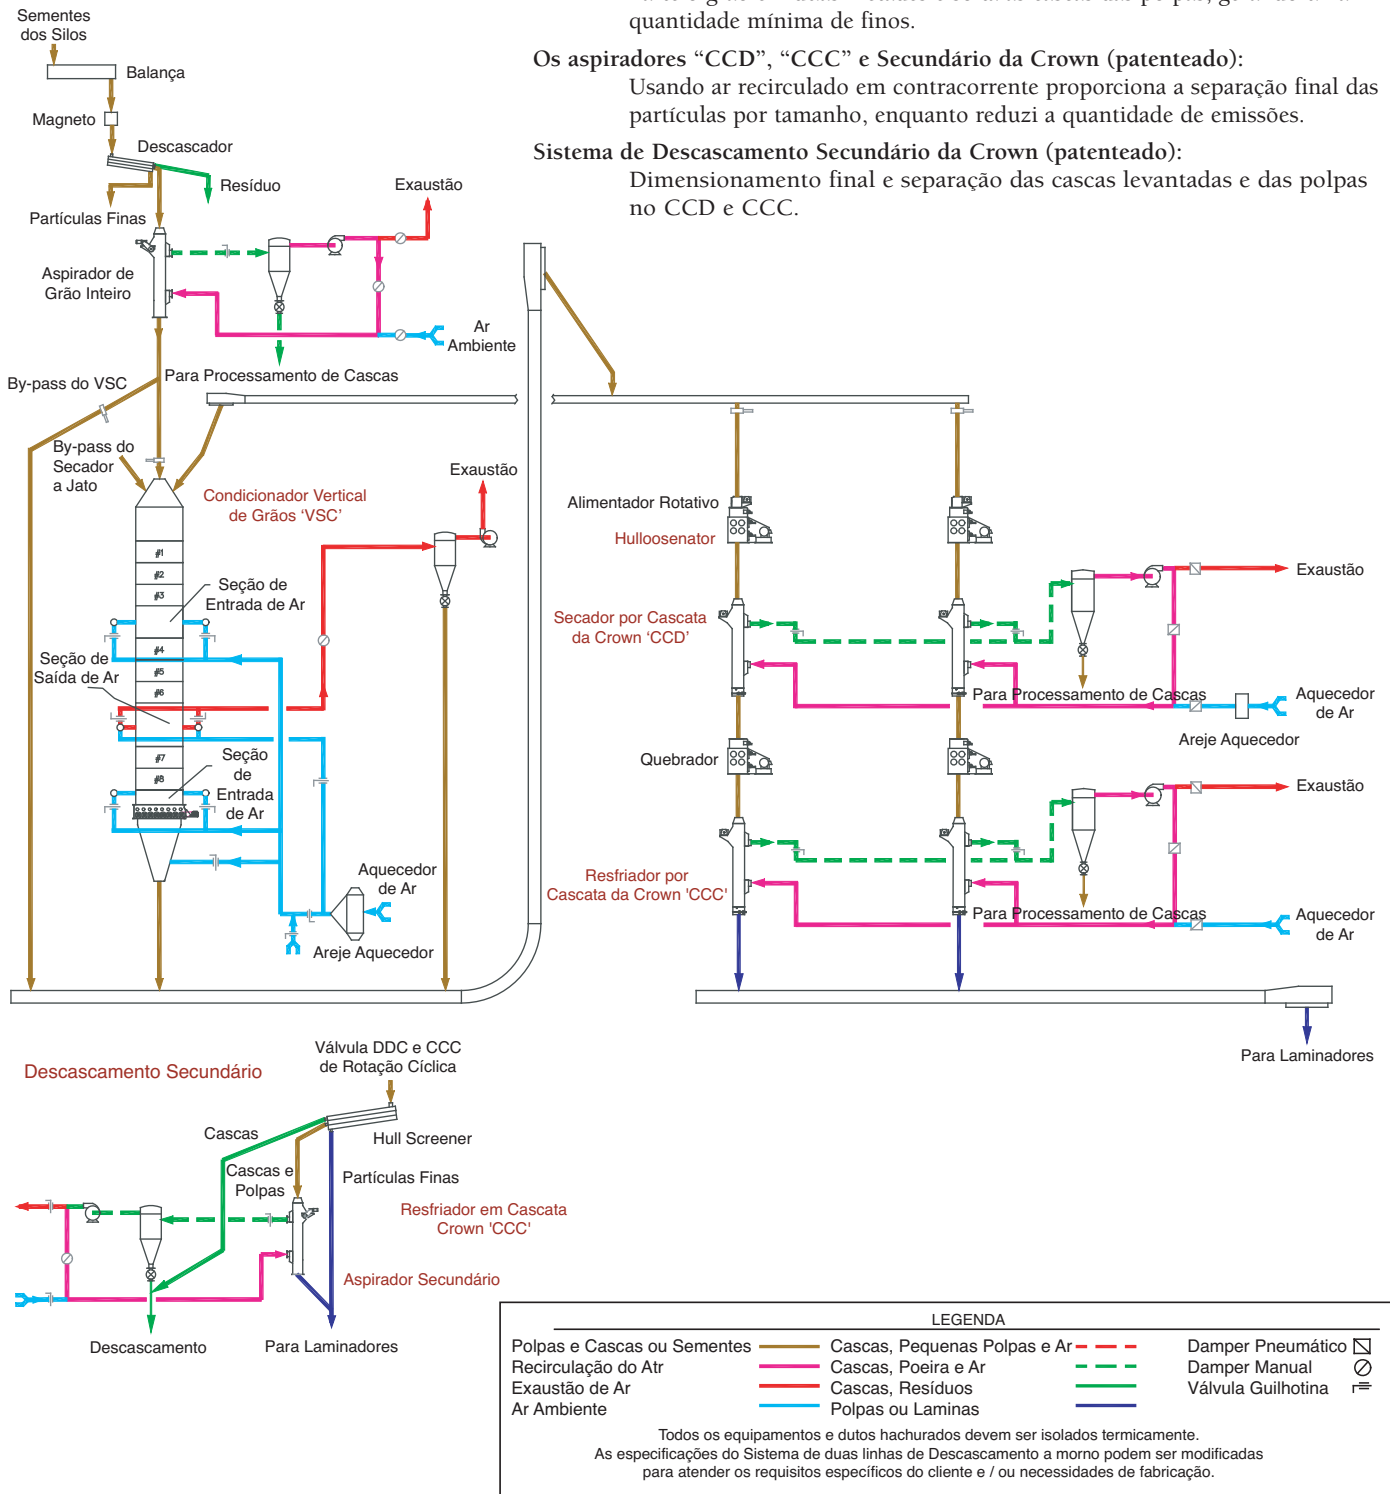 quantidade mínima de finos.
Os aspiradores “CCD”, “CCC” e Secundário da Crown (patenteado):
Usando ar recirculado em contracorrente proporciona a separação final das
partículas por tamanho, enquanto reduzi a quantidade de emissões.
Sistema de Descascamento Secundário da Crown (patenteado):
Dimensionamento final e separação das cascas levantadas e das polpas
no CCD e CCC.
Sementes
dos Silos
Balança
Magneto
Descascador
Resíduo
Partículas Finas
Exaustão
Aspirador de
Grão Inteiro
Ar
Ambiente
Para Processamento de Cascas
By-pass do VSC
By-pass do
Secador
a Jato
Condicionador Vertical
de Grãos ‘VSC’
Exaustão
#1
#2
#3
Seção de
Entrada de Ar
#4
#5
#6
Seção de
Saída de Ar
#7
#8
Seção
de
Entrada
de Ar
Aquecedor
de Ar
Areje Aquecedor
Alimentador Rotativo
Hulloosenator
Secador por Cascata
da Crown ‘CCD’
Exaustão
Para Processamento de Cascas
Aquecedor
de Ar
Areje Aquecedor
Quebrador
Exaustão
Resfriador por
Cascata da Crown 'CCC'
Para Processamento de Cascas
Aquecedor
de Ar
Para Laminadores
Descascamento Secundário
Válvula DDC e CCC
de Rotação Cíclica
Hull Screener
Cascas
Cascas e
Polpas
Partículas Finas
Resfriador em Cascata
Crown 'CCC'
Aspirador Secundário
Descascamento
Para Laminadores
LEGENDA
Polpas e Cascas ou Sementes
Recirculação do Atr
Exaustão de Ar
Ar Ambiente
Cascas, Pequenas Polpas e Ar
Cascas, Poeira e Ar
Cascas, Resíduos
Polpas ou Laminas
Damper Pneumático
Damper Manual
Válvula Guilhotina
Todos os equipamentos e dutos hachurados devem ser isolados termicamente.
As especificações do Sistema de duas linhas de Descascamento a morno podem ser modificadas
para atender os requisitos específicos do cliente e / ou necessidades de fabricação.